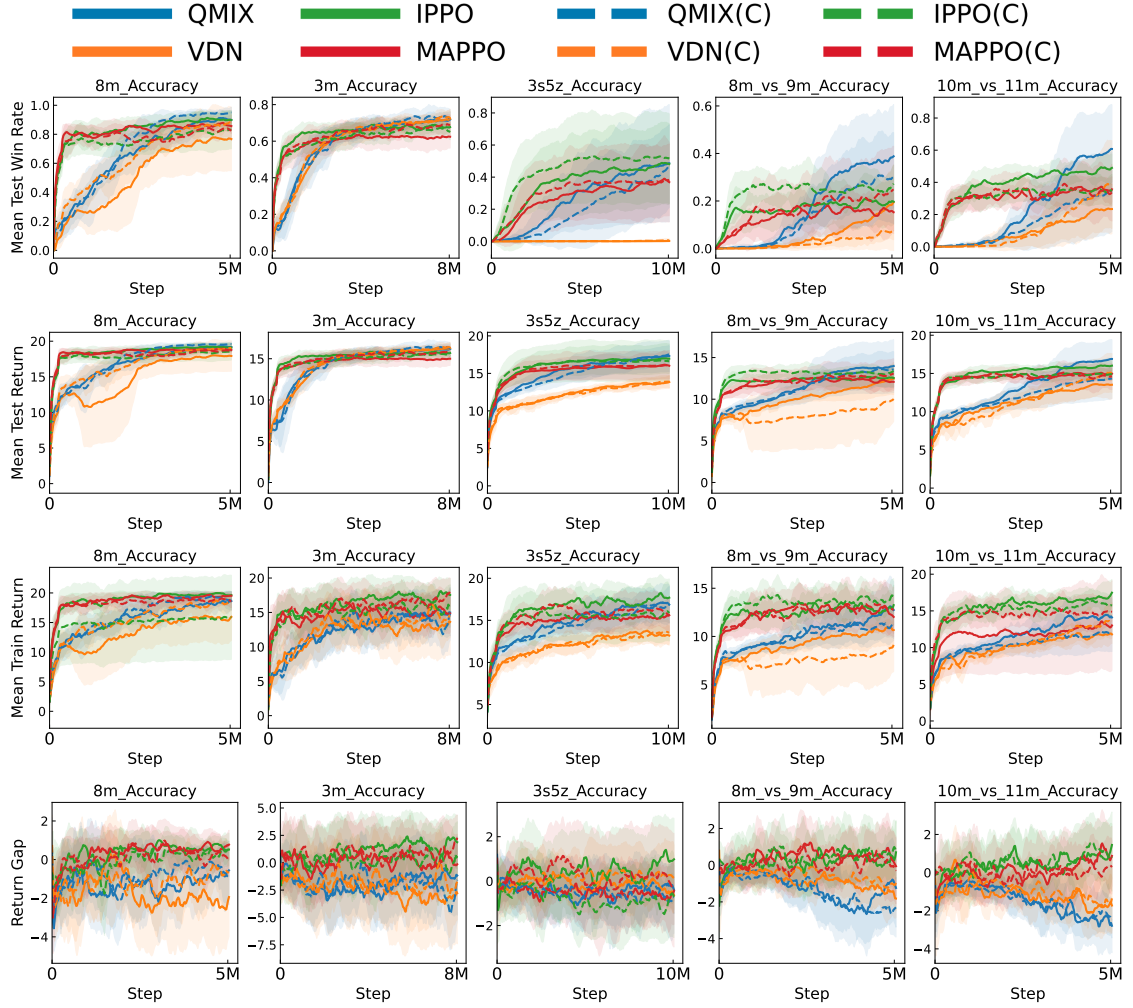 QMIX IPPO QMIX(C) IPPO(C)
VDN MAPPO VDN(C) MAPPO(C)
8m_Accuracy 3m_Accuracy 3s5z_Accuracy 8m_vs_9m_Accuracy 10m_vs_11m_Accuracy
Mean Test Win Rate
1.0 0.8 0.6 0.4 0.2 0.0
0.8 0.6 0.4 0.2 0.0
0.8 0.6 0.4 0.2 0.0
0.6 0.4 0.2 0.0
1.0 0.8 0.6 0.4 0.2 0.0
0 5M 0 8M 0 10M 0 5M 0 5M
Step Step Step Step Step
8m_Accuracy 3m_Accuracy 3s5z_Accuracy 8m_vs_9m_Accuracy 10m_vs_11m_Accuracy
Mean Test Return
20 15 10 5 0
15 10 5 0
20 15 10 5 0
15 10 5 0
20 15 10 5 0
0 5M 0 8M 0 10M 0 5M 0 5M
Step Step Step Step Step
8m_Accuracy 3m_Accuracy 3s5z_Accuracy 8m_vs_9m_Accuracy 10m_vs_11m_Accuracy
Mean Train Return
20 15 10 5 0
20 15 10 5 0
20 15 10 5
15 10 5
20 15 10 5 0
0 5M 0 8M 0 10M 0 5M 0 5M
Step Step Step Step Step
8m_Accuracy 3m_Accuracy 3s5z_Accuracy 8m_vs_9m_Accuracy 10m_vs_11m_Accuracy
Return Gap
2 0 −2 −4
5.0 2.5 0.0 −2.5 −5.0 −7.5
2 0 −2
2 0 −2 −4
2 0 −2 −4
0 5M 0 8M 0 10M 0 5M 0 5M
Step Step Step Step Step